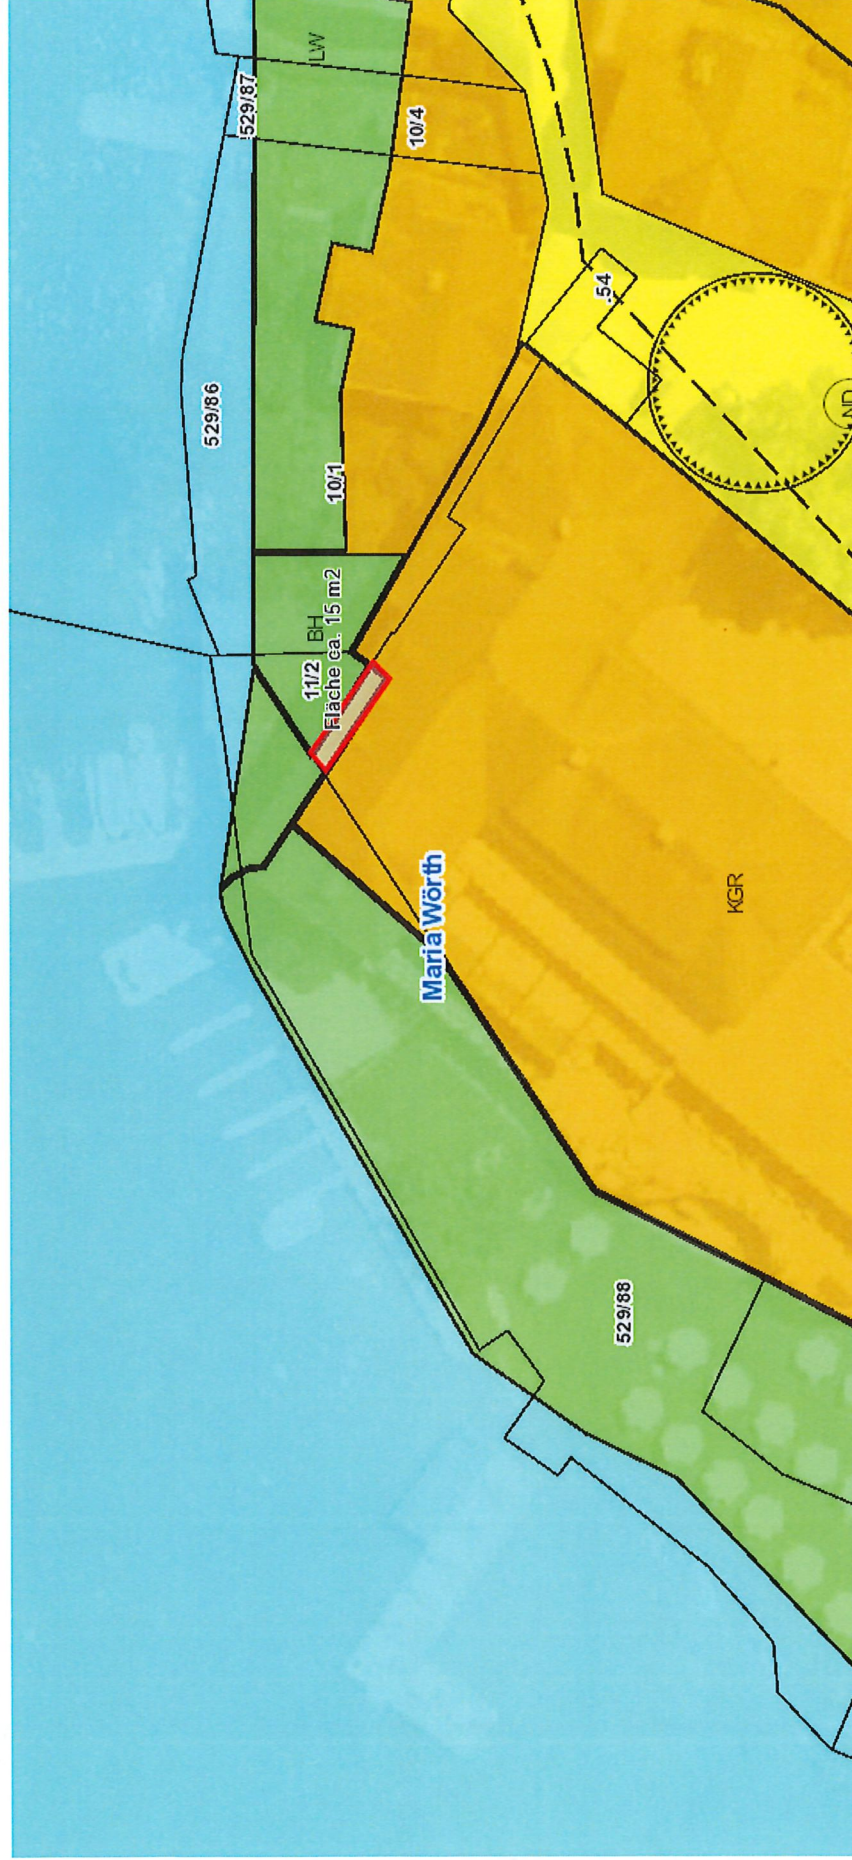 LW
529/87
10/4
.54
529/86
10/1
ND
BH
11/2
Fläche ca. 15 m2
Maria Wörth
KGR
529/88